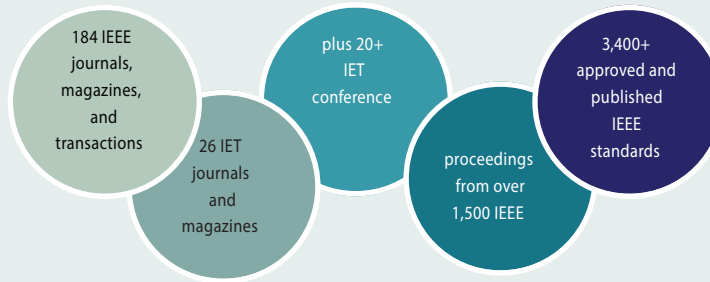 184 IEEE
journals,
magazines,
and
transactions
26 IET
journals
and
magazines
plus 20+
IET
conference
proceedings
from over
1,500 IEEE
3,400+
approved and
published
IEEE
standards